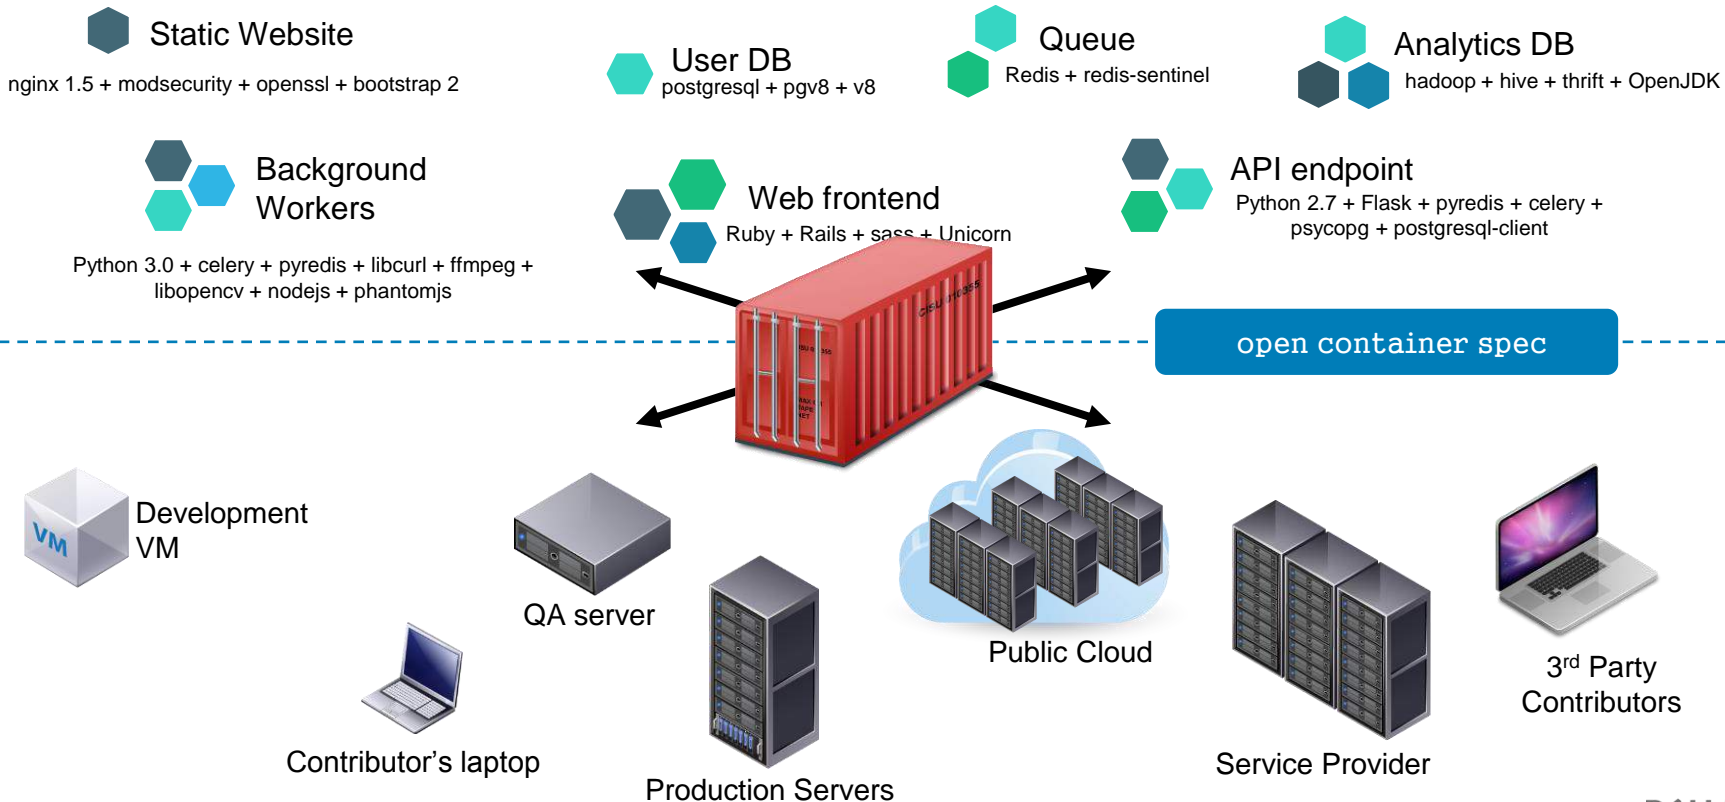 Static Website
nginx 1.5 + modsecurity + openssl + bootstrap 2
User DB
postgresql + pgv8 + v8
Queue
Redis + redis-sentinel
Analytics DB
hadoop + hive + thrift + OpenJDK
Background
Workers
Python 3.0 + celery + pyredis + libcurl + ffmpeg +
libopencv + nodejs + phantomjs
Web frontend
Ruby + Rails + sass + Unicorn
API endpoint
Python 2.7 + Flask + pyredis + celery +
psycopg + postgresql-client
CISU 010355
open container spec
VM
Development
VM
QA server
Public Cloud
3rd Party
Contributors
Contributor's laptop
Production Servers
Service Provider